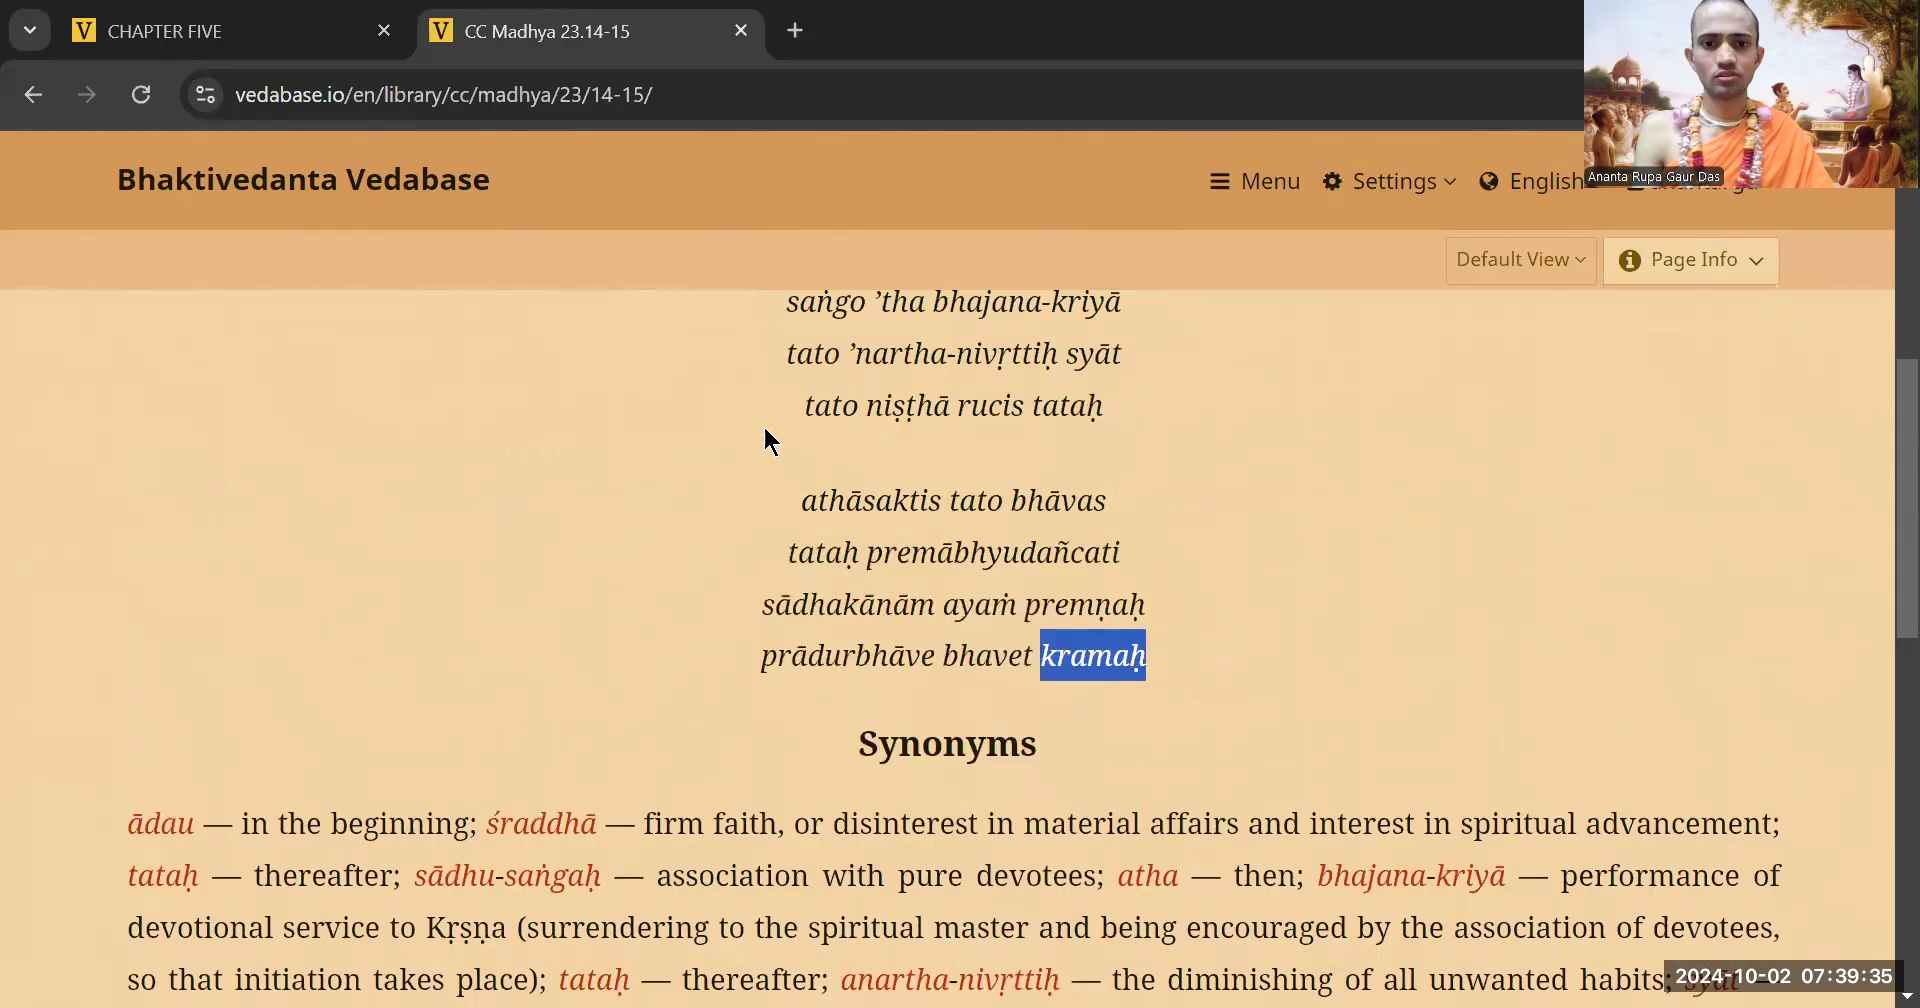 CHAPTER FIVE
CC Madhya 23.14-15
vedabase.io/en/library/cc/madhya/23/14-15/
Ananta Rupa Gaur Das
Bhaktivedanta Vedabase
Menu Settings English
Default View Page Info
saṅgo ’tha bhajana-kriyā
tato ’nartha-nivṛttiḥ syāt
tato niṣṭhā rucis tataḥ
athāsaktis tato bhāvas
tataḥ premābhyudañcati
sādhakānām ayaṁ premṇaḥ
prādurbhāve bhavet kramaḥ
Synonyms
ādau — in the beginning; śraddhā — firm faith, or disinterest in material affairs and interest in spiritual advancement;
tataḥ — thereafter; sādhu-saṅgaḥ — association with pure devotees; atha — then; bhajana-kriyā — performance of
devotional service to Kṛṣṇa (surrendering to the spiritual master and being encouraged by the association of devotees,
so that initiation takes place); tataḥ — thereafter; anartha-nivṛttiḥ — the diminishing of all unwanted habits; syāt —
2024-10-02 07:39:35